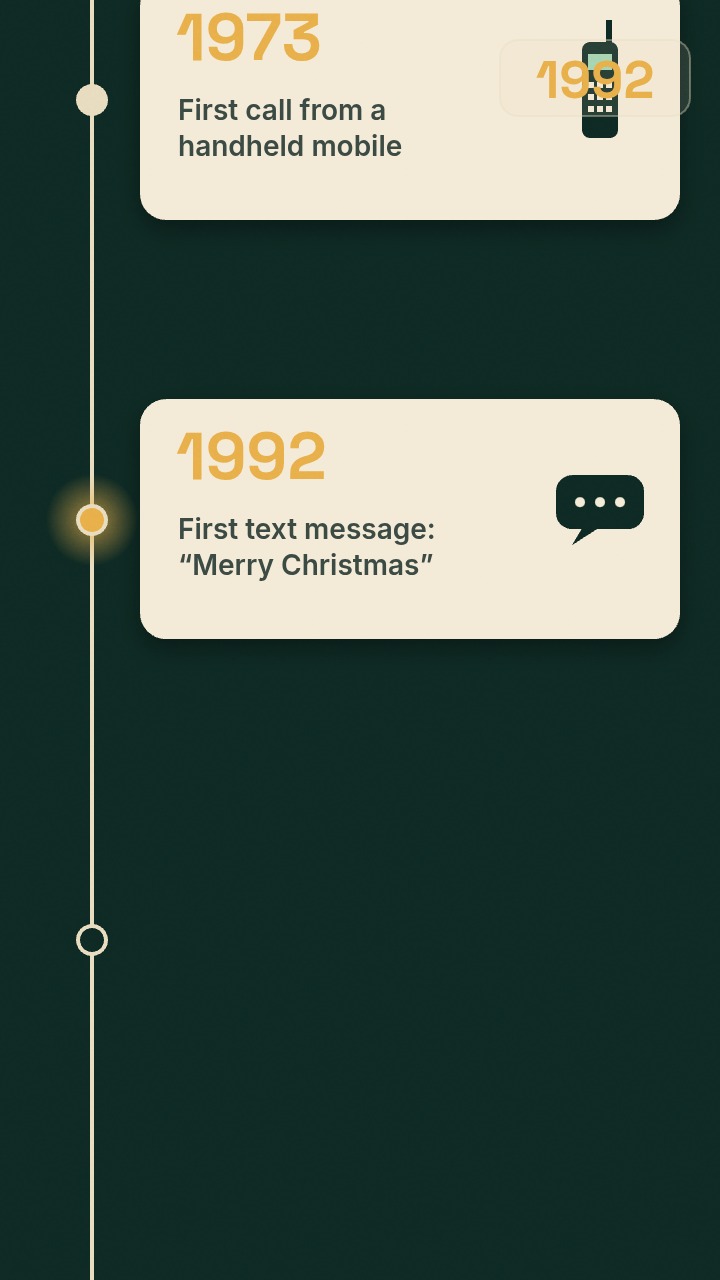 1973
1992
First call from a
handheld mobile
1992
First text message:
“Merry Christmas”